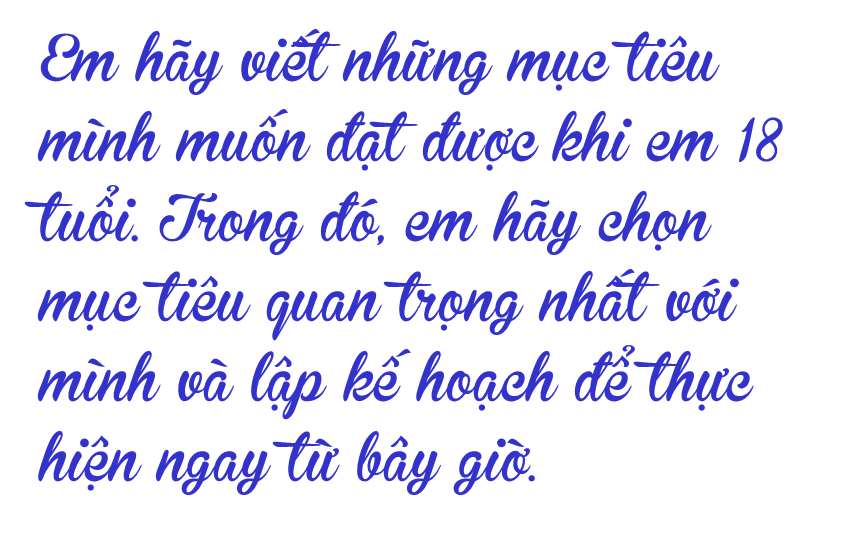 Em hãy viết những mục tiêu
mình muốn đạt được khi em 18
tuổi. Trong đó, em hãy chọn
mục tiêu quan trọng nhất với
mình và lập kế hoạch để thực
hiện ngay từ bây giờ.